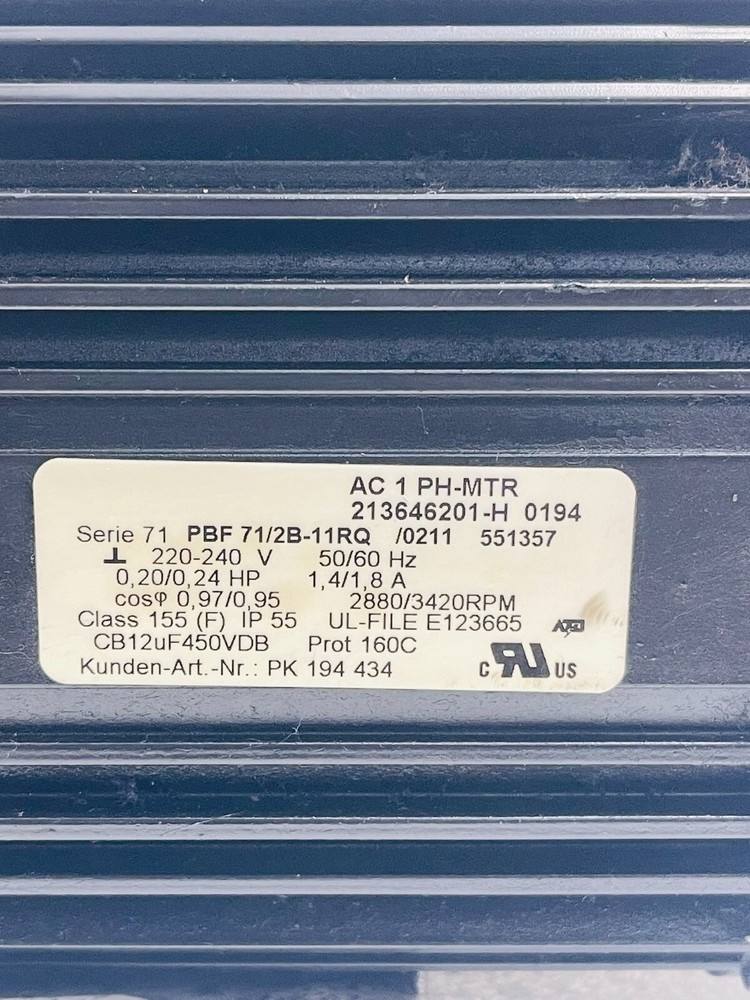 AC 1 PH-MTR
213646201-H 0194
Serie 71 PBF 71/2B-11RQ /0211 551357
⊥ 220-240 V 50/60 Hz
0,20/0,24 HP 1,4/1,8 A
cosφ 0,97/0,95 2880/3420RPM
Class 155 (F) IP 55 UL-FILE E123665
CB12uF450VDB Prot 160C
Kunden-Art.-Nr.: PK 194 434
C RU US